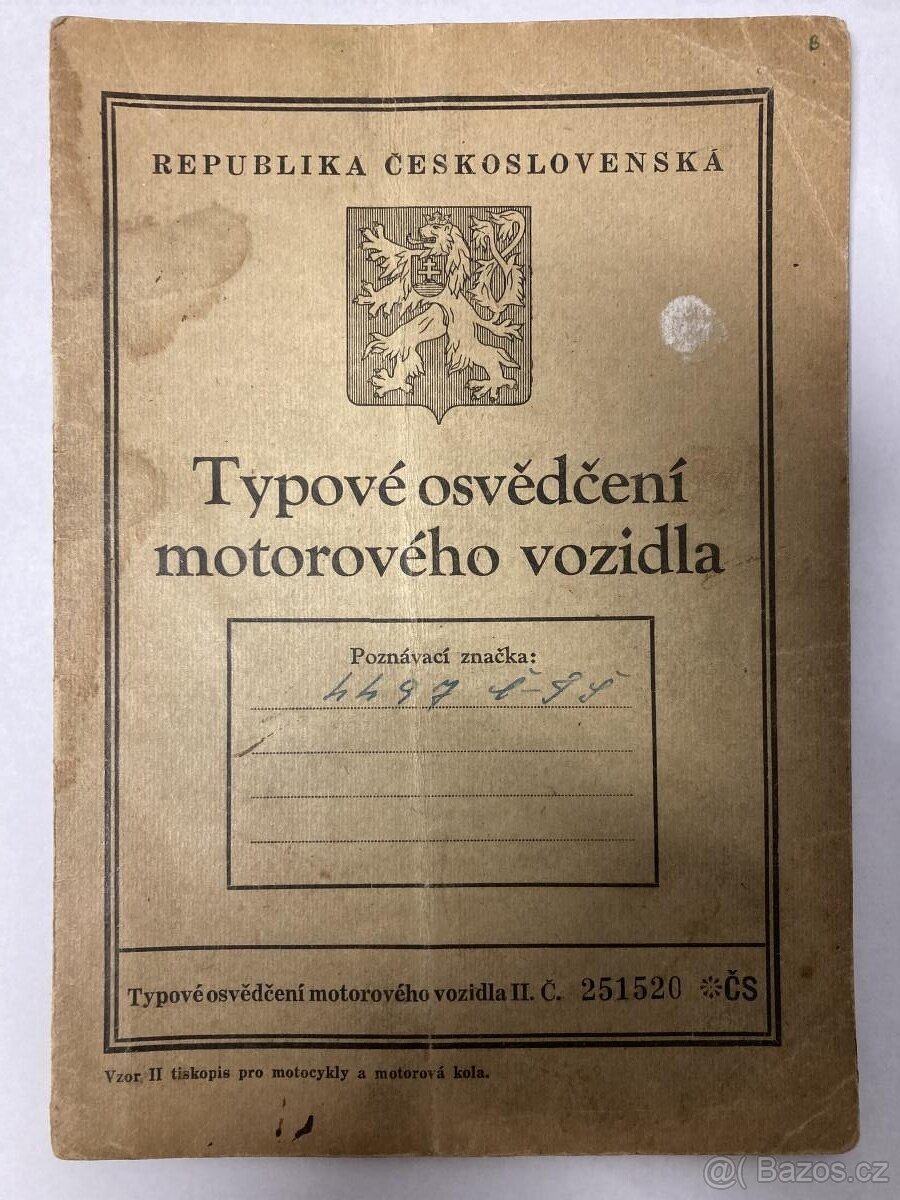 B
REPUBLIKA ČESKOSLOVENSKÁ
Typové osvědčení
motorového vozidla
Poznávací značka:
Typové osvědčení motorového vozidla II. Č. 251520 ❊ČS
Vzor II tiskopis pro motocykly a motorová kola.
@( Bazos.cz